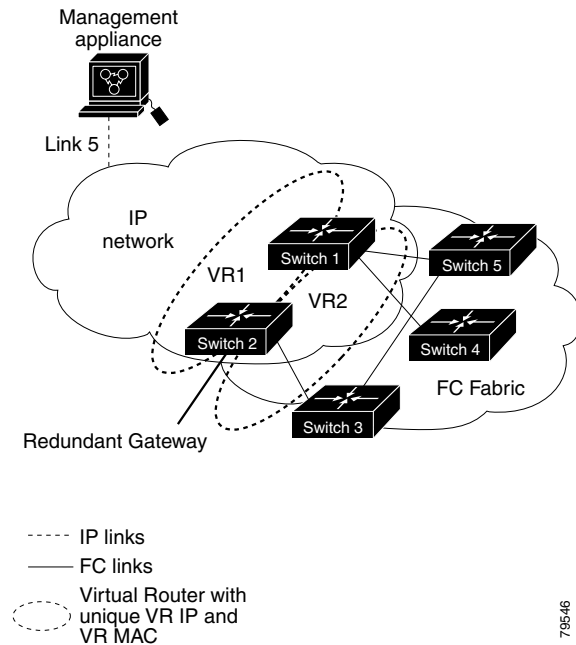 Management
appliance
Link 5
IP
network
Switch 1
Switch 5
VR1
VR2
Switch 2
Switch 4
FC Fabric
Switch 3
Redundant Gateway
IP links
FC links
Virtual Router with
unique VR IP and
VR MAC
79546